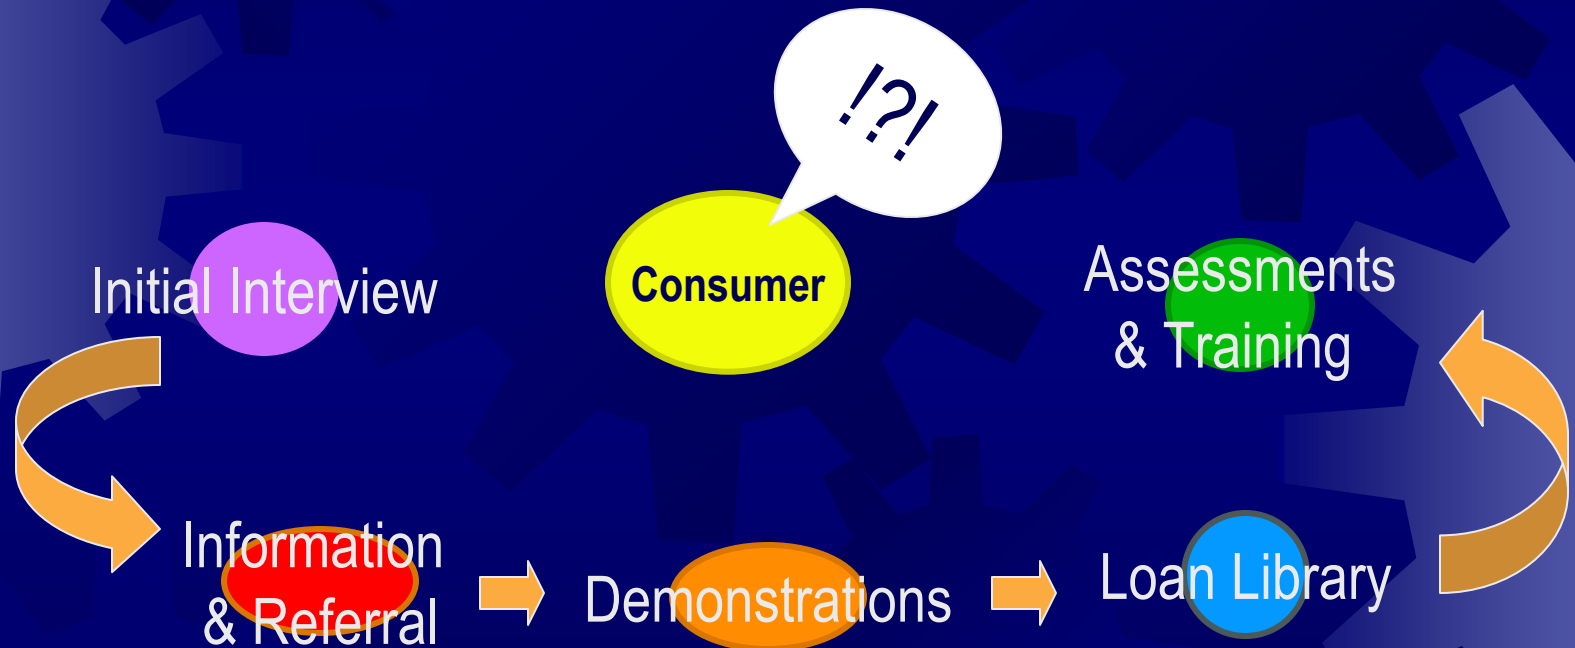 !?!
Initial Interview
Consumer
Assessments
& Training
Information
& Referral
Demonstrations
Loan Library